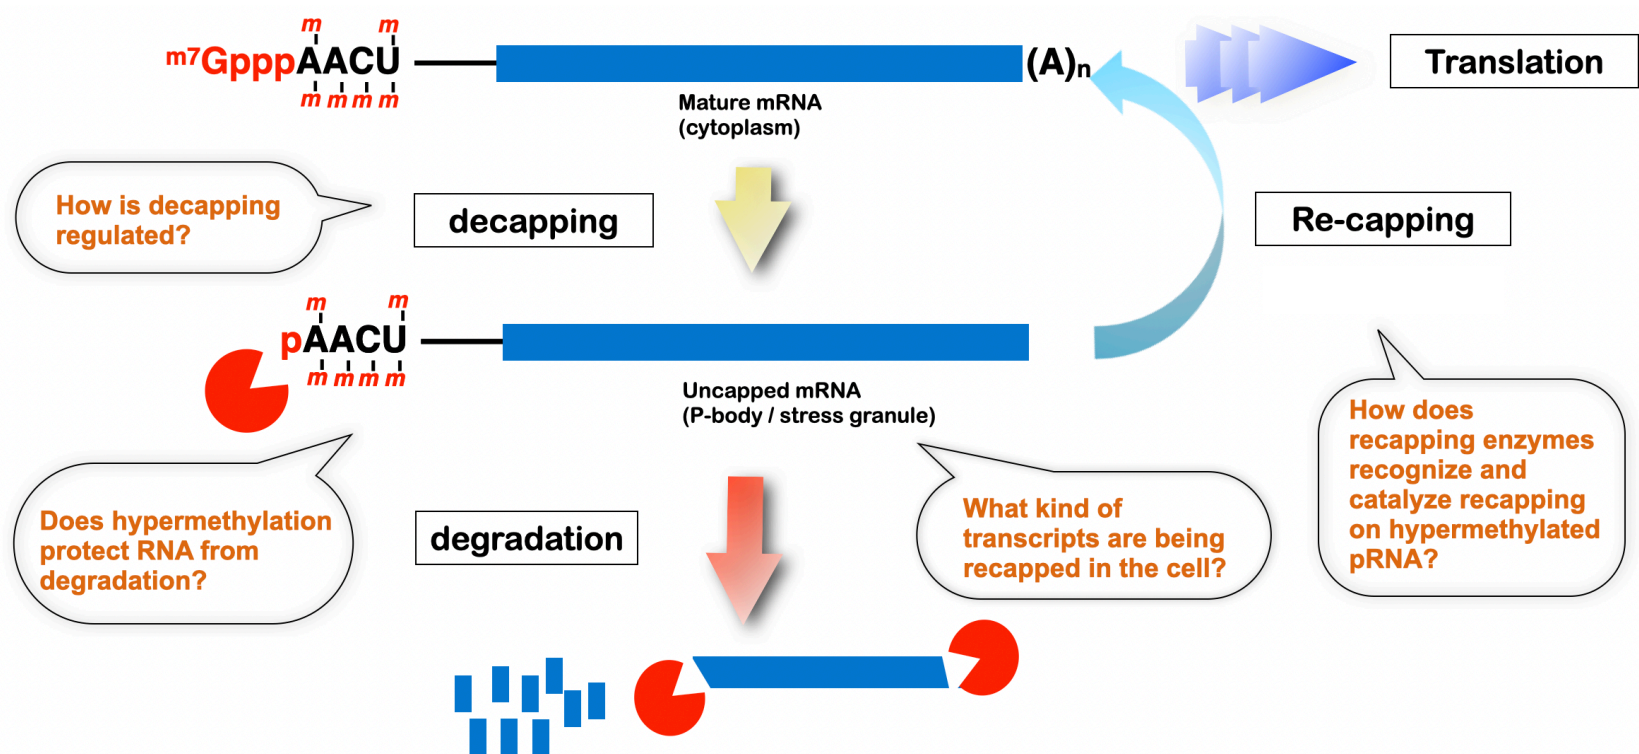 m m
m7GpppAACU (A)n
m m m m
Translation
Mature mRNA
(cytoplasm)
How is decapping
regulated?
decapping
Re-capping
m m
pAACU
m m m m
Uncapped mRNA
(P-body / stress granule)
How does
recapping enzymes
recognize and
catalyze recapping
on hypermethylated
pRNA?
Does hypermethylation
protect RNA from
degradation?
degradation
What kind of
transcripts are being
recapped in the cell?